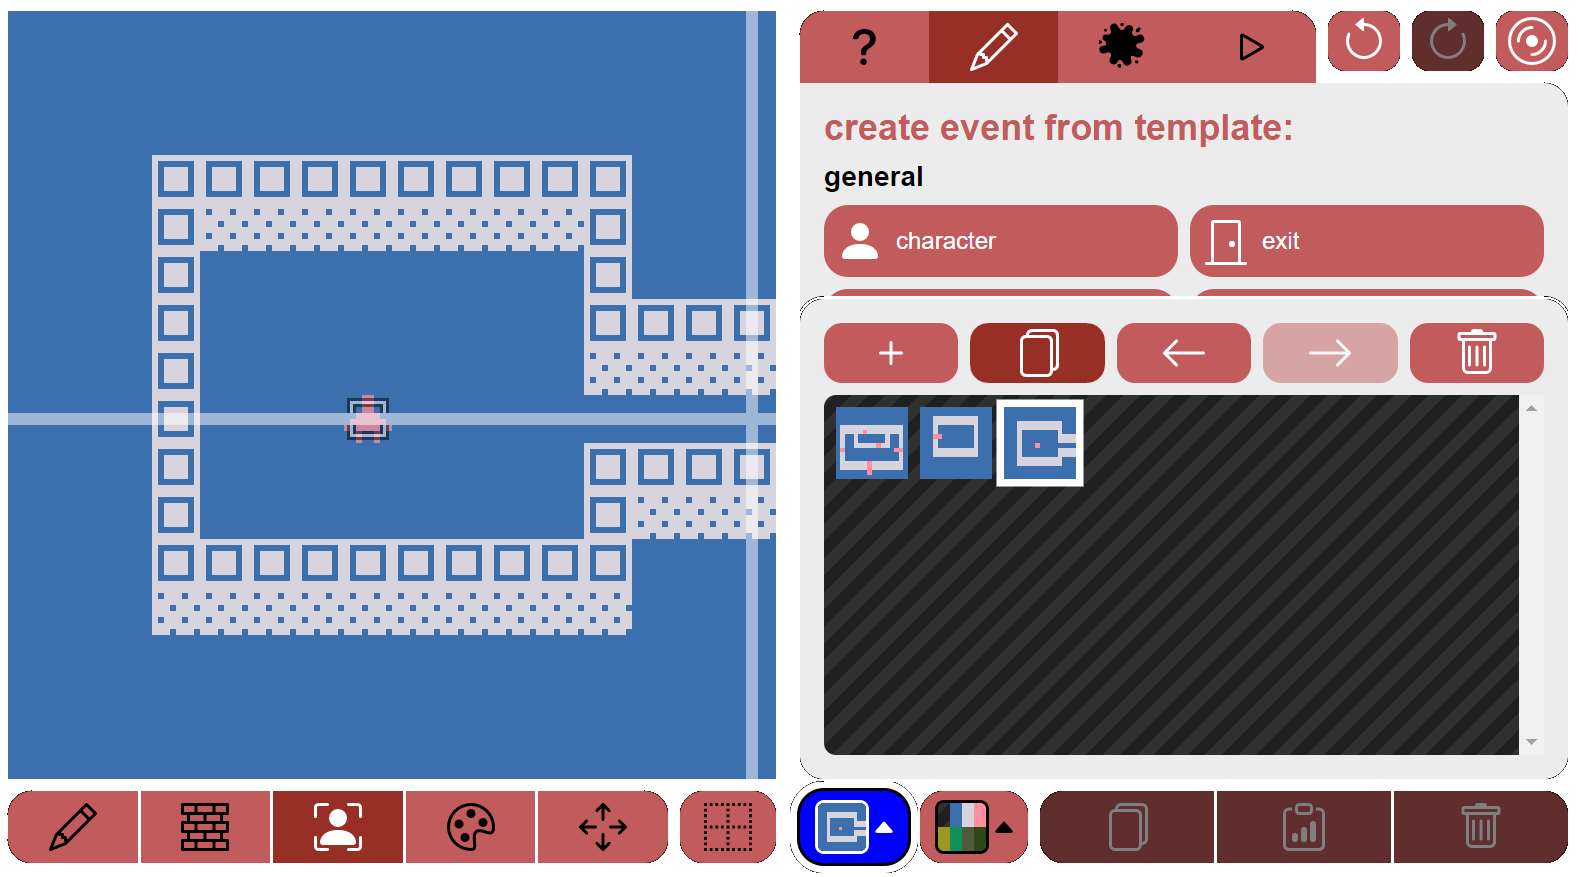 ?
create event from template:
general
character
exit